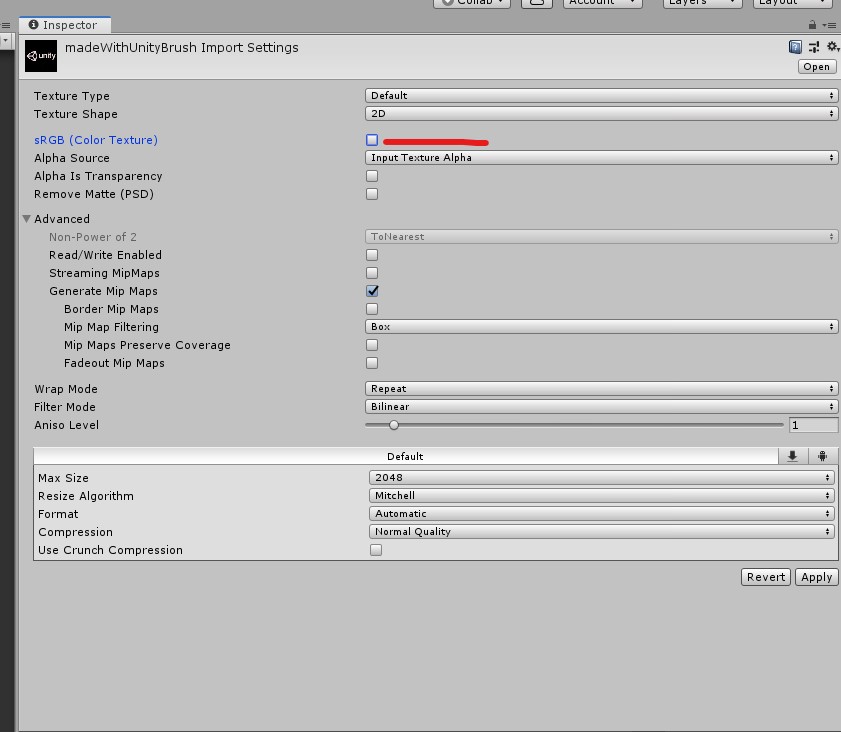 Collab
Account
Layers
Layout
Inspector
unity
madeWithUnityBrush Import Settings
Open
Texture Type Default
Texture Shape 2D
sRGB (Color Texture)
Alpha Source Input Texture Alpha
Alpha Is Transparency
Remove Matte (PSD)
Advanced
Non-Power of 2 ToNearest
Read/Write Enabled
Streaming MipMaps
Generate Mip Maps
Border Mip Maps
Mip Map Filtering Box
Mip Maps Preserve Coverage
Fadeout Mip Maps
Wrap Mode Repeat
Filter Mode Bilinear
Aniso Level 1
Default
Max Size 2048
Resize Algorithm Mitchell
Format Automatic
Compression Normal Quality
Use Crunch Compression
Revert Apply